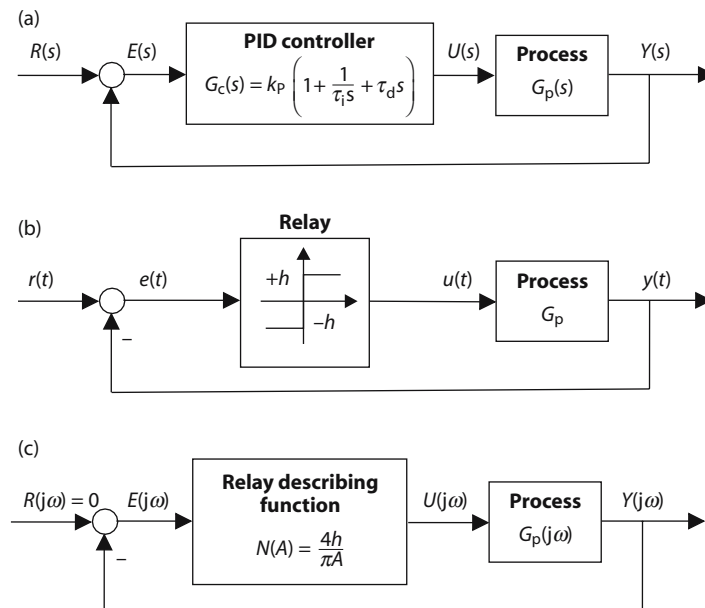 (a)
PID controller
R(s) E(s) U(s) Process Y(s)
G_c(s) = k_P (1 + 1/(τ_i s) + τ_d s) G_p(s)
(b)
Relay
r(t) e(t) +h u(t) Process y(t)
–h G_p
–
(c)
R(jω) = 0 E(jω) Relay describing U(jω) Process Y(jω)
function G_p(jω)
N(A) = 4h/(πA)
–